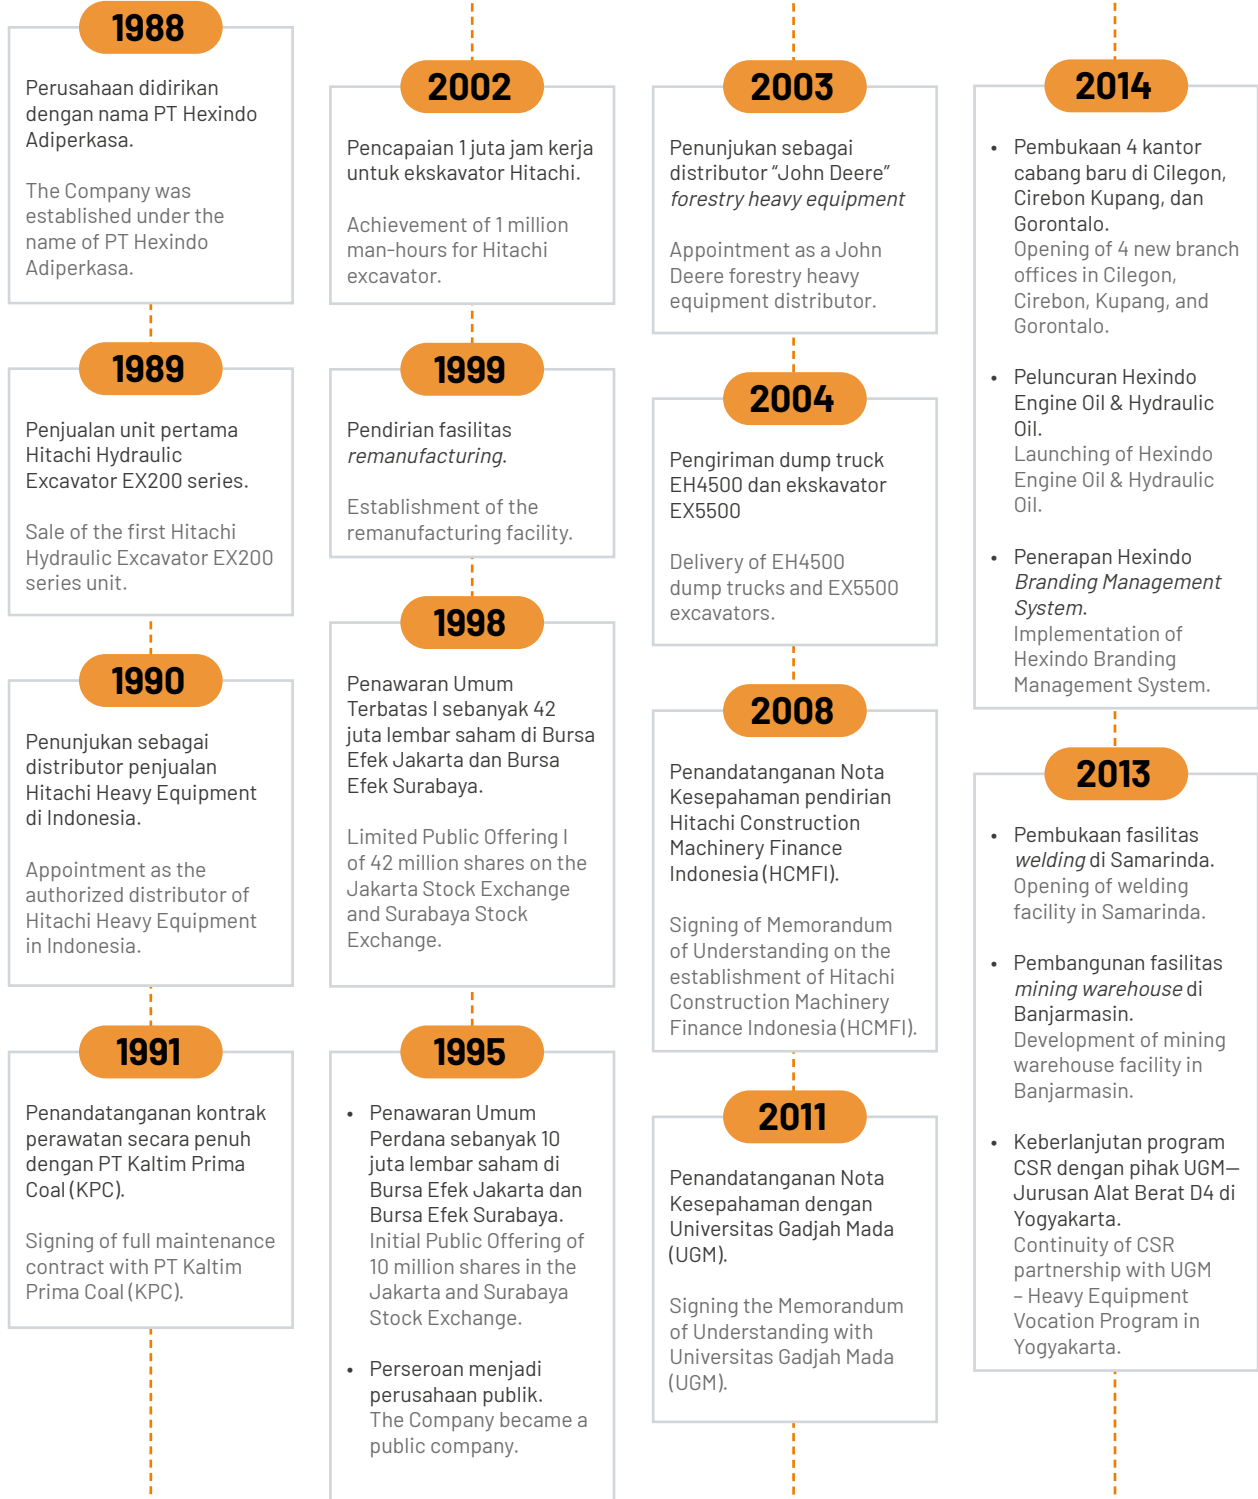 1988
Perusahaan didirikan
dengan nama PT Hexindo
Adiperkasa.
The Company was
established under the
name of PT Hexindo
Adiperkasa.
1989
Penjualan unit pertama
Hitachi Hydraulic
Excavator EX200 series.
Sale of the first Hitachi
Hydraulic Excavator EX200
series unit.
1990
Penunjukan sebagai
distributor penjualan
Hitachi Heavy Equipment
di Indonesia.
Appointment as the
authorized distributor of
Hitachi Heavy Equipment
in Indonesia.
1991
Penandatanganan kontrak
perawatan secara penuh
dengan PT Kaltim Prima
Coal (KPC).
Signing of full maintenance
contract with PT Kaltim
Prima Coal (KPC).
2002
Pencapaian 1 juta jam kerja
untuk ekskavator Hitachi.
Achievement of 1 million
man-hours for Hitachi
excavator.
1999
Pendirian fasilitas
remanufacturing.
Establishment of the
remanufacturing facility.
1998
Penawaran Umum
Terbatas I sebanyak 42
juta lembar saham di Bursa
Efek Jakarta dan Bursa
Efek Surabaya.
Limited Public Offering I
of 42 million shares on the
Jakarta Stock Exchange
and Surabaya Stock
Exchange.
1995
• Penawaran Umum
Perdana sebanyak 10
juta lembar saham di
Bursa Efek Jakarta dan
Bursa Efek Surabaya.
Initial Public Offering of
10 million shares in the
Jakarta and Surabaya
Stock Exchange.
• Perseroan menjadi
perusahaan publik.
The Company became a
public company.
2003
Penunjukan sebagai
distributor “John Deere”
forestry heavy equipment
Appointment as a John
Deere forestry heavy
equipment distributor.
2004
Pengiriman dump truck
EH4500 dan ekskavator
EX5500
Delivery of EH4500
dump trucks and EX5500
excavators.
2008
Penandatanganan Nota
Kesepahaman pendirian
Hitachi Construction
Machinery Finance
Indonesia (HCMFI).
Signing of Memorandum
of Understanding on the
establishment of Hitachi
Construction Machinery
Finance Indonesia (HCMFI).
2011
Penandatanganan Nota
Kesepahaman dengan
Universitas Gadjah Mada
(UGM).
Signing the Memorandum
of Understanding with
Universitas Gadjah Mada
(UGM).
2014
• Pembukaan 4 kantor
cabang baru di Cilegon,
Cirebon Kupang, dan
Gorontalo.
Opening of 4 new branch
offices in Cilegon,
Cirebon, Kupang, and
Gorontalo.
• Peluncuran Hexindo
Engine Oil & Hydraulic
Oil.
Launching of Hexindo
Engine Oil & Hydraulic
Oil.
• Penerapan Hexindo
Branding Management
System.
Implementation of
Hexindo Branding
Management System.
2013
• Pembukaan fasilitas
welding di Samarinda.
Opening of welding
facility in Samarinda.
• Pembangunan fasilitas
mining warehouse di
Banjarmasin.
Development of mining
warehouse facility in
Banjarmasin.
• Keberlanjutan program
CSR dengan pihak UGM—
Jurusan Alat Berat D4 di
Yogyakarta.
Continuity of CSR
partnership with UGM
– Heavy Equipment
Vocation Program in
Yogyakarta.